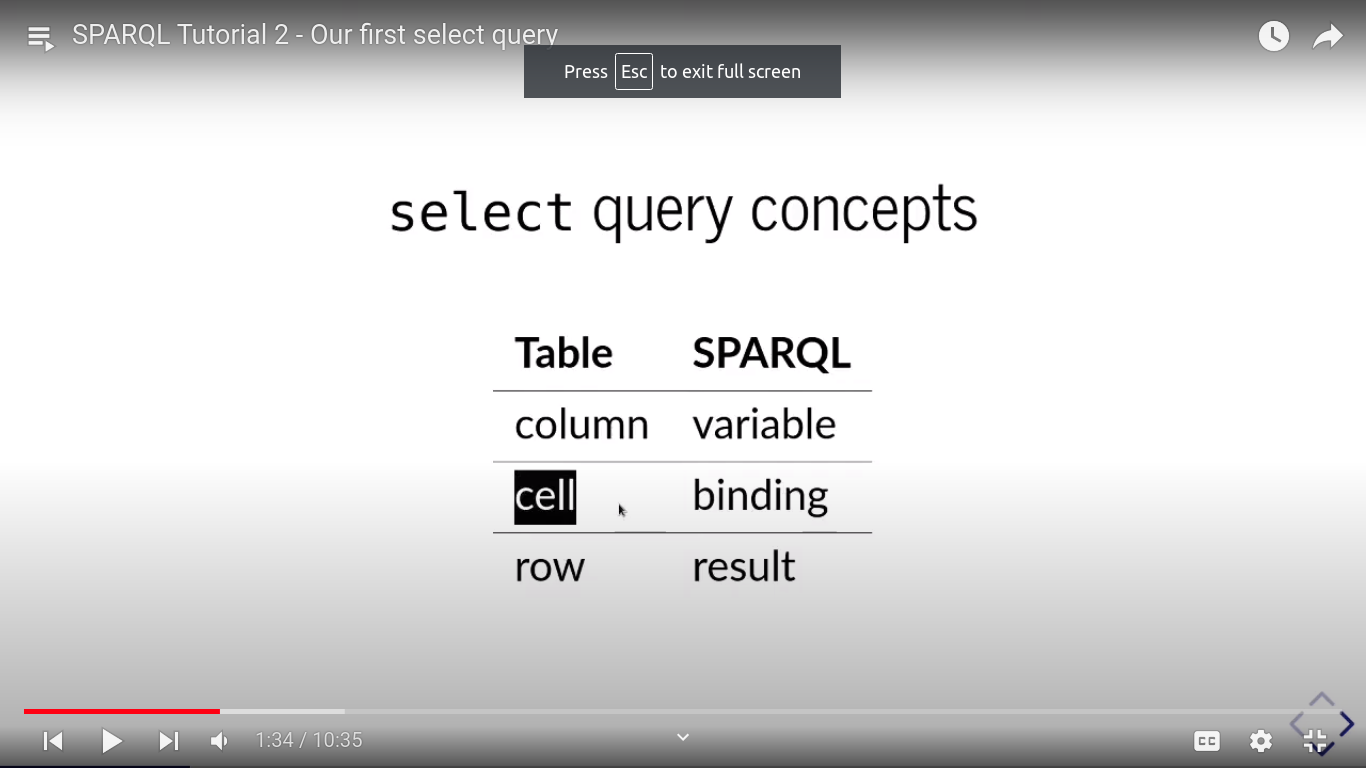 SPARQL Tutorial 2 - Our first select query
Press Esc to exit full screen
select query concepts
Table SPARQL
column variable
cell binding
row result
1:34 / 10:35
CC